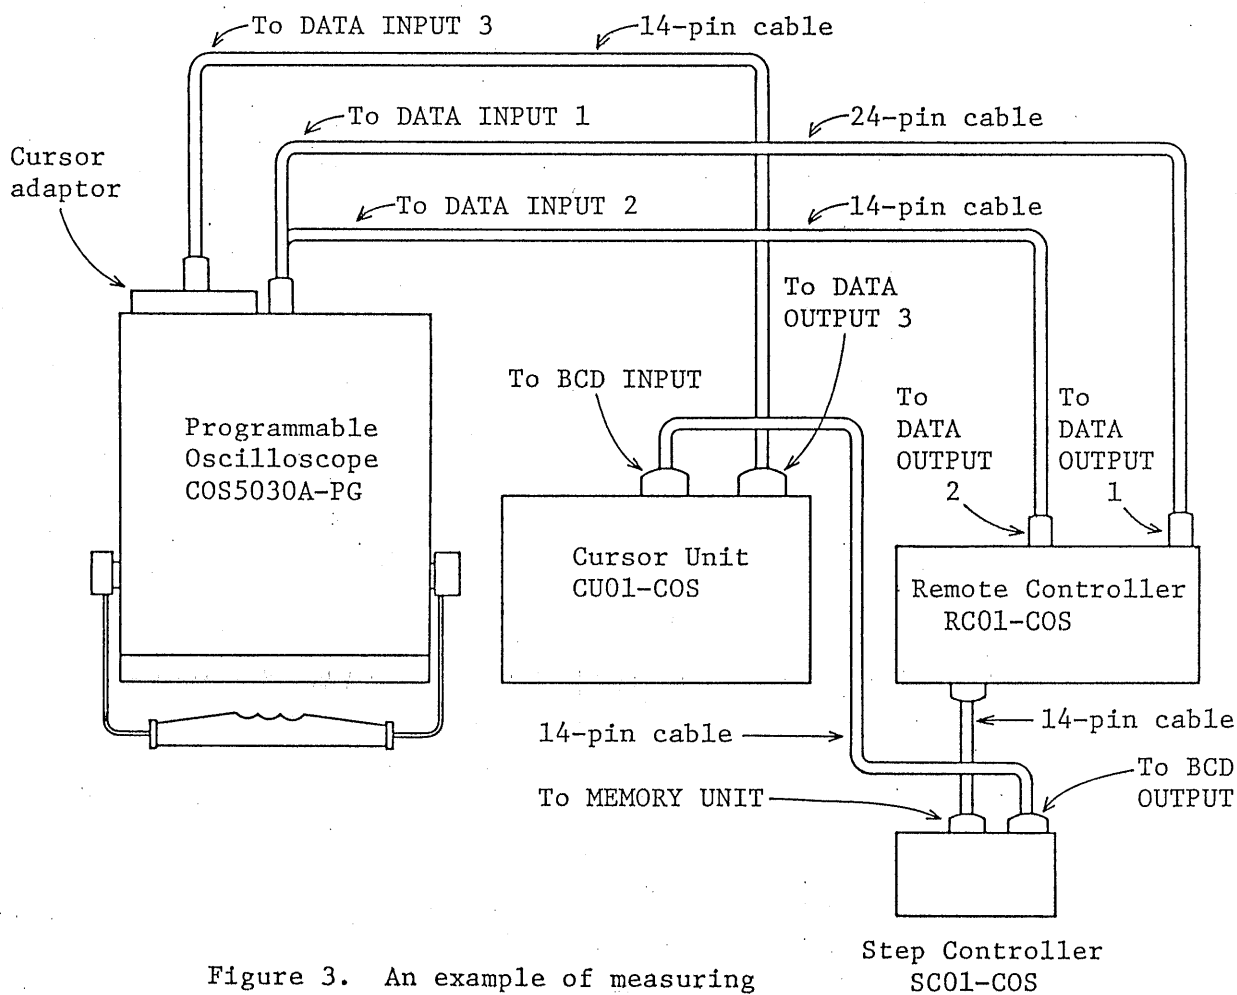 To DATA INPUT 3
14-pin cable
To DATA INPUT 1
24-pin cable
Cursor
adaptor
To DATA INPUT 2
14-pin cable
To DATA
OUTPUT 3
To BCD INPUT
To
DATA
OUTPUT
2
To
DATA
OUTPUT
1
Programmable
Oscilloscope
COS5030A-PG
Cursor Unit
CU01-COS
Remote Controller
RC01-COS
14-pin cable
14-pin cable
To MEMORY UNIT
To BCD
OUTPUT
Step Controller
SC01-COS
Figure 3. An example of measuring